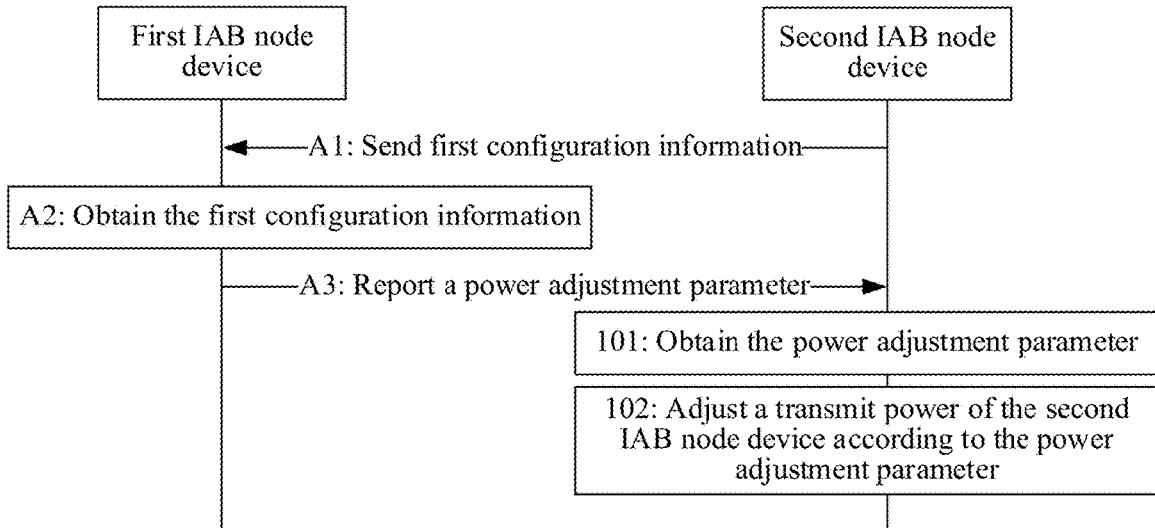 First IAB node
device
Second IAB node
device
A1: Send first configuration information
A2: Obtain the first configuration information
A3: Report a power adjustment parameter
101: Obtain the power adjustment parameter
102: Adjust a transmit power of the second
IAB node device according to the power
adjustment parameter